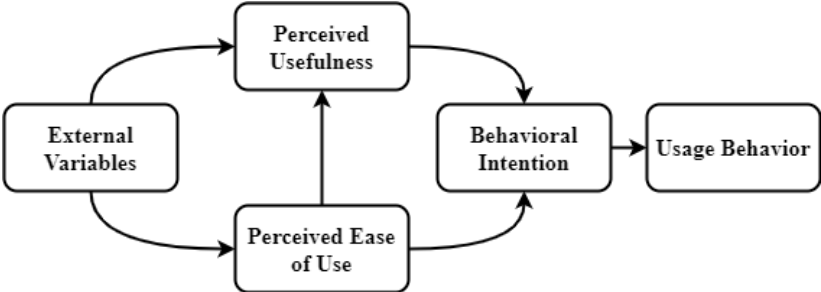 Perceived
Usefulness
External
Variables
Behavioral
Intention
Usage Behavior
Perceived Ease
of Use